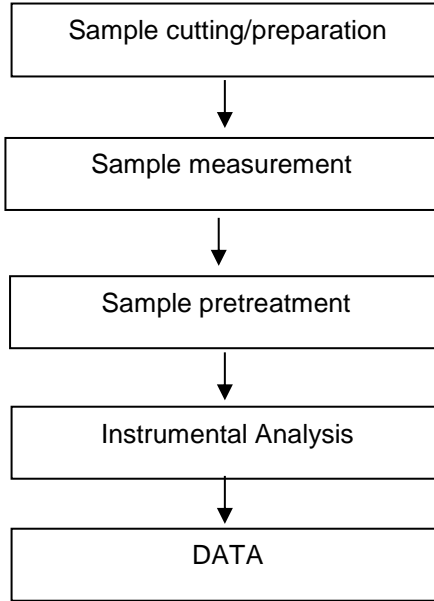 Sample cutting/preparation
Sample measurement
Sample pretreatment
Instrumental Analysis
DATA